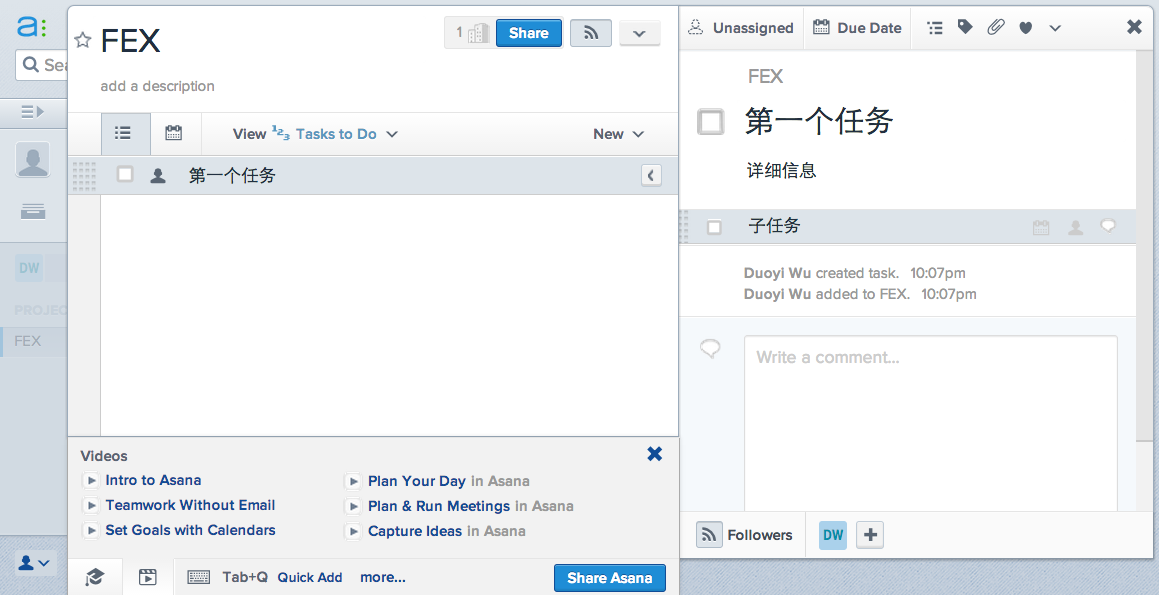 a:
Sea
DW
PROJEC
FEX
FEX
1
Share
add a description
View 123 Tasks to Do
New
第一个任务
Videos
Intro to Asana
Teamwork Without Email
Set Goals with Calendars
Plan Your Day in Asana
Plan & Run Meetings in Asana
Capture Ideas in Asana
Tab+Q Quick Add more...
Share Asana
Unassigned
Due Date
FEX
第一个任务
详细信息
子任务
Duoyi Wu created task. 10:07pm
Duoyi Wu added to FEX. 10:07pm
Write a comment...
Followers
DW